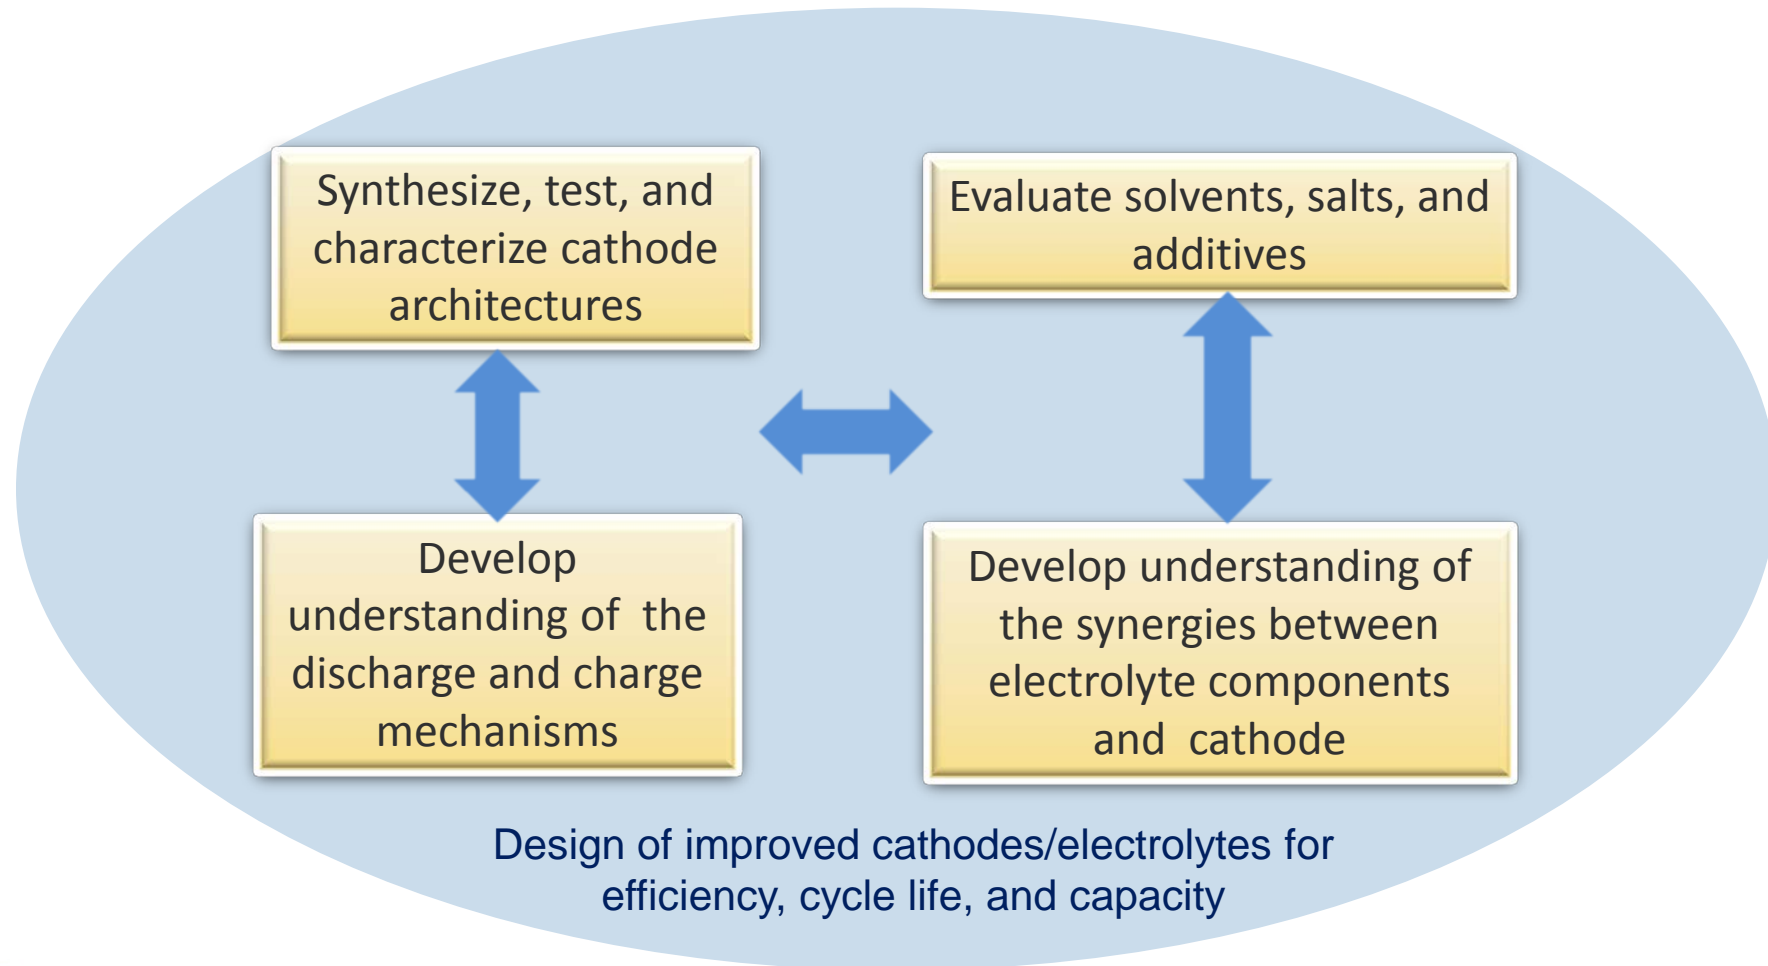 Synthesize, test, and
characterize cathode
architectures
Evaluate solvents, salts, and
additives
Develop
understanding of  the
discharge and charge
mechanisms
Develop understanding of
the synergies between
electrolyte components
and  cathode
Design of improved cathodes/electrolytes for
efficiency, cycle life, and capacity